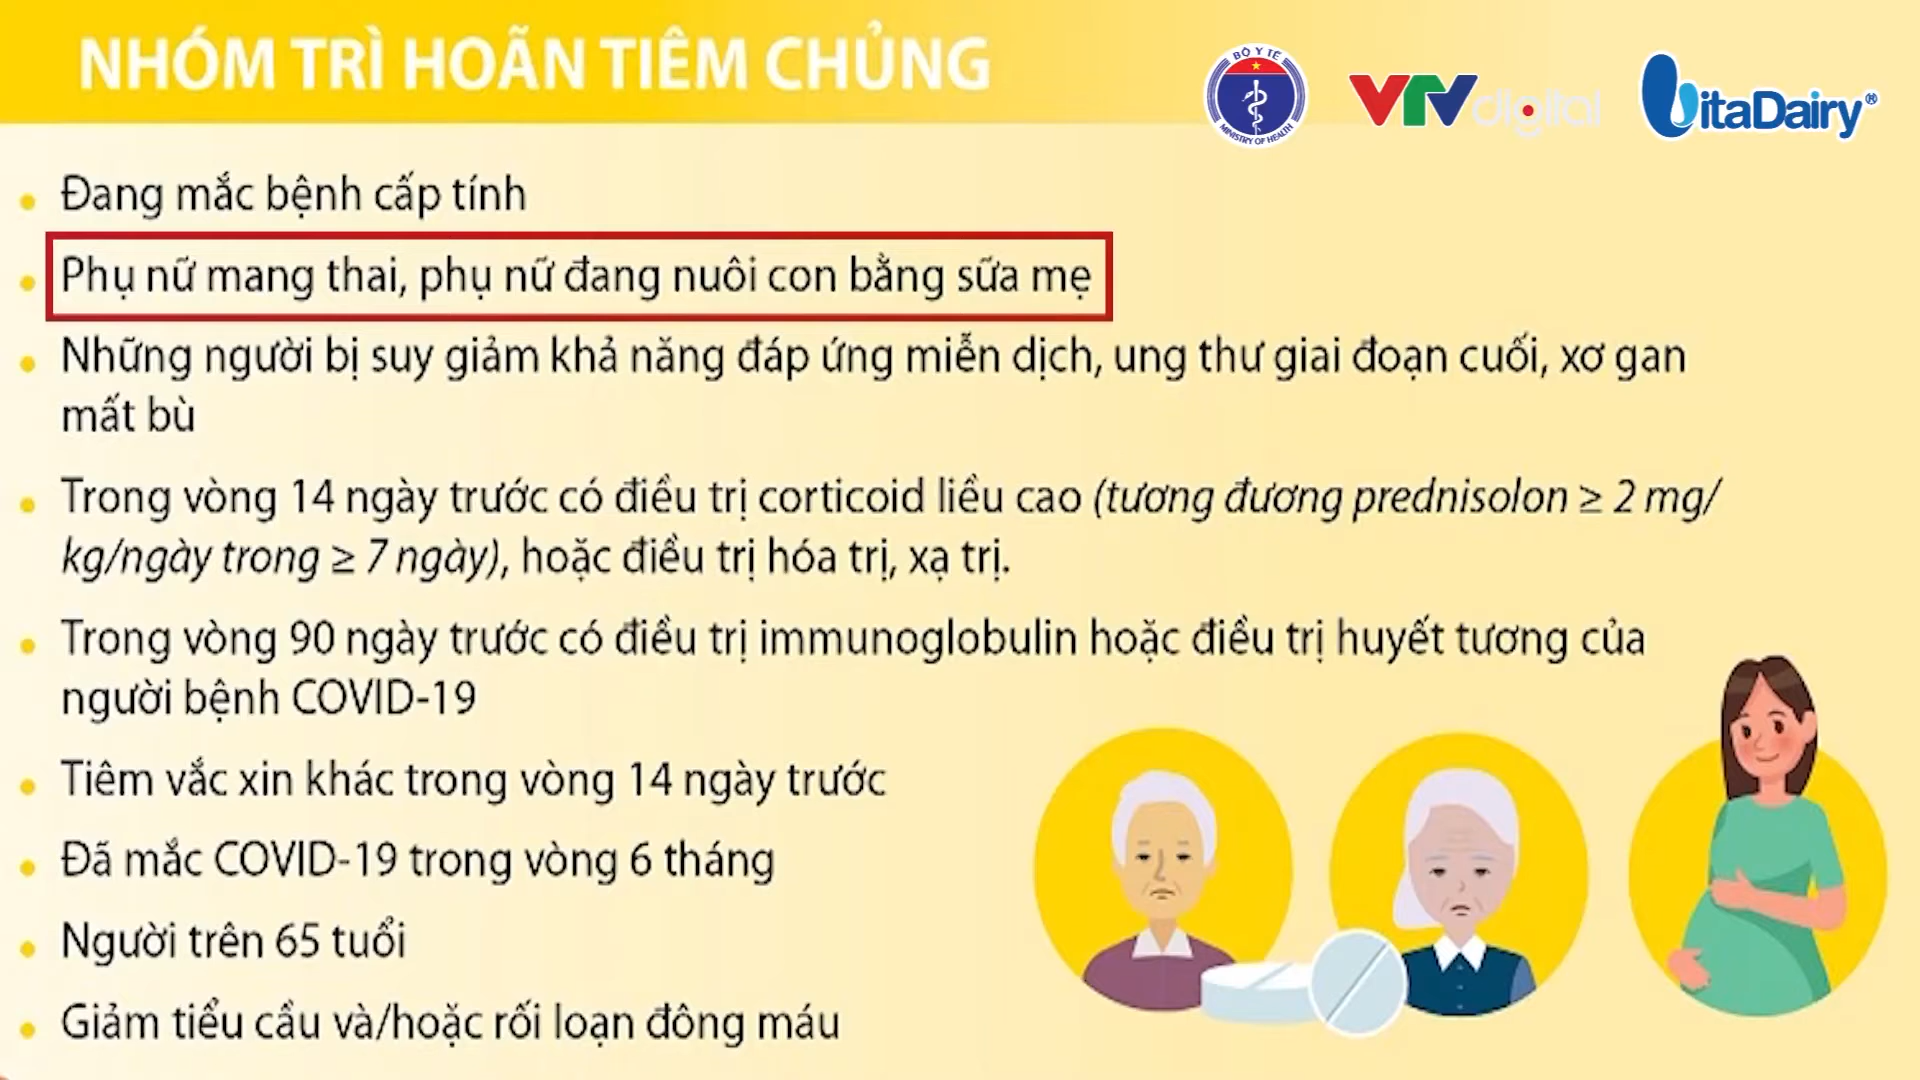 NHÓM TRÌ HOÃN TIÊM CHỦNG
BỘ Y TẾ
MINISTRY OF HEALTH
VTV digital
VitaDairy®
• Đang mắc bệnh cấp tính
• Phụ nữ mang thai, phụ nữ đang nuôi con bằng sữa mẹ
• Những người bị suy giảm khả năng đáp ứng miễn dịch, ung thư giai đoạn cuối, xơ gan
mất bù
• Trong vòng 14 ngày trước có điều trị corticoid liều cao (tương đương prednisolon ≥ 2 mg/
kg/ngày trong ≥ 7 ngày), hoặc điều trị hóa trị, xạ trị.
• Trong vòng 90 ngày trước có điều trị immunoglobulin hoặc điều trị huyết tương của
người bệnh COVID-19
• Tiêm vắc xin khác trong vòng 14 ngày trước
• Đã mắc COVID-19 trong vòng 6 tháng
• Người trên 65 tuổi
• Giảm tiểu cầu và/hoặc rối loạn đông máu